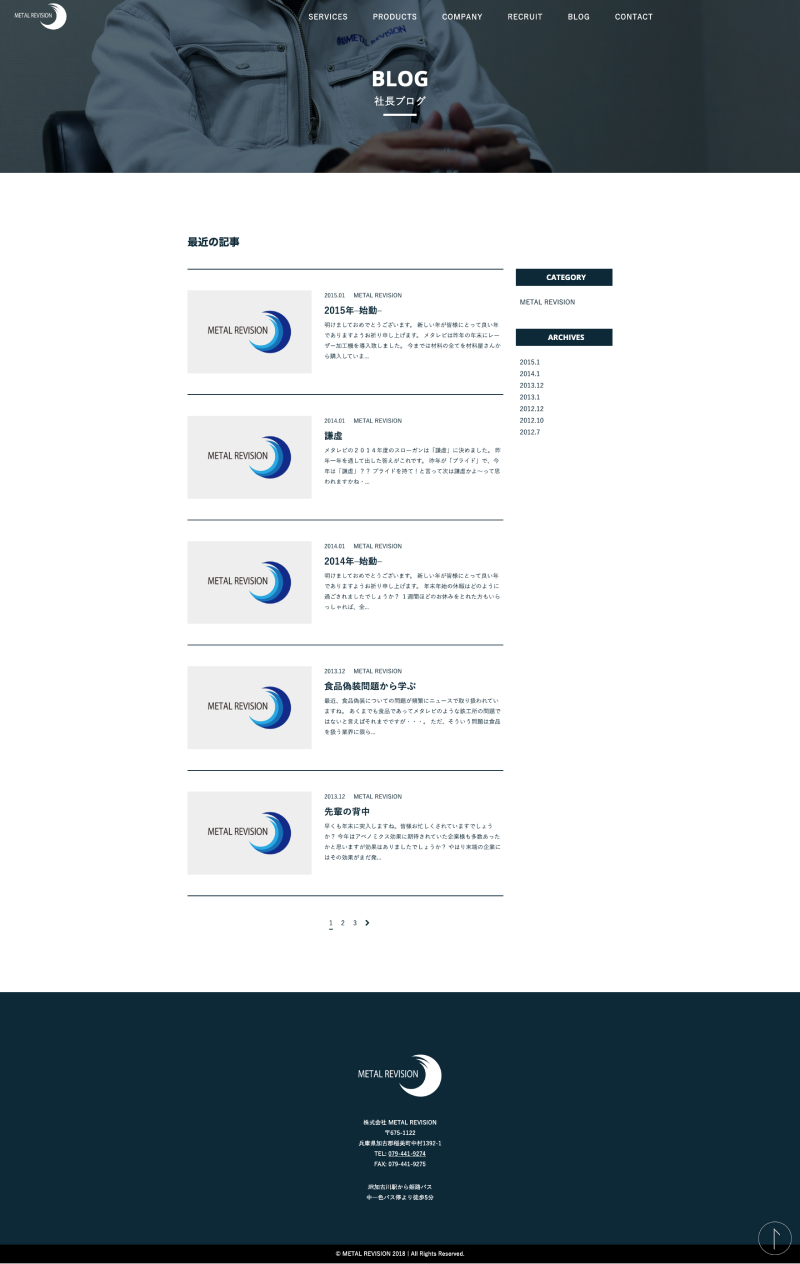 METAL REVISION
SERVICES PRODUCTS COMPANY RECRUIT BLOG CONTACT
METAL REVISION
BLOG
社長ブログ
最近の記事
CATEGORY
METAL REVISION
ARCHIVES
2015.1
2014.1
2013.12
2013.1
2012.12
2012.10
2012.7
METAL REVISION
2015.01 METAL REVISION
2015年–始動–
明けましておめでとうございます。 新しい年が皆様にとって良い年
でありますようお祈り申し上げます。 メタレビは昨年の年末にレー
ザー加工機を導入致しました。 今までは材料の全てを材料屋さんか
ら購入していま...
METAL REVISION
2014.01 METAL REVISION
謙虚
メタレビの２０１４年度のスローガンは「謙虚」に決めました。 昨
年一年を通して出した答えがこれです。 昨年が「プライド」で、今
年は「謙虚」？？ プライドを持て！と言って次は謙虚かよ～って思
われますかね・...
METAL REVISION
2014.01 METAL REVISION
2014年–始動–
明けましておめでとうございます。 新しい年が皆様にとって良い年
でありますようお祈り申し上げます。 年末年始の休暇はどのように
過ごされましたでしょうか？ １週間ほどのお休みをとれた方もいら
っしゃれば、全...
METAL REVISION
2013.12 METAL REVISION
食品偽装問題から学ぶ
最近、食品偽装についての問題が頻繁にニュースで取り扱われてい
ますね。 あくまでも食品であってメタレビのような鉄工所の問題で
はないと言えばそれまでですが・・・。 ただ、そういう問題は食品
を扱う業界に限ら...
METAL REVISION
2013.12 METAL REVISION
先輩の背中
早くも年末に突入しますね。皆様お忙しくされていますでしょう
か？ 今年はアベノミクス効果に期待されていた企業様も多数あった
かと思いますが効果はありましたでしょうか？ やはり末端の企業に
はその効果がまだ発...
1 2 3
METAL REVISION
株式会社 METAL REVISION
〒675-1122
兵庫県加古郡稲美町中村1392-1
TEL: 079-441-9274
FAX: 079-441-9275
JR加古川駅から姫路バス
中一色バス停より徒歩5分
© METAL REVISION 2018 | All Rights Reserved.